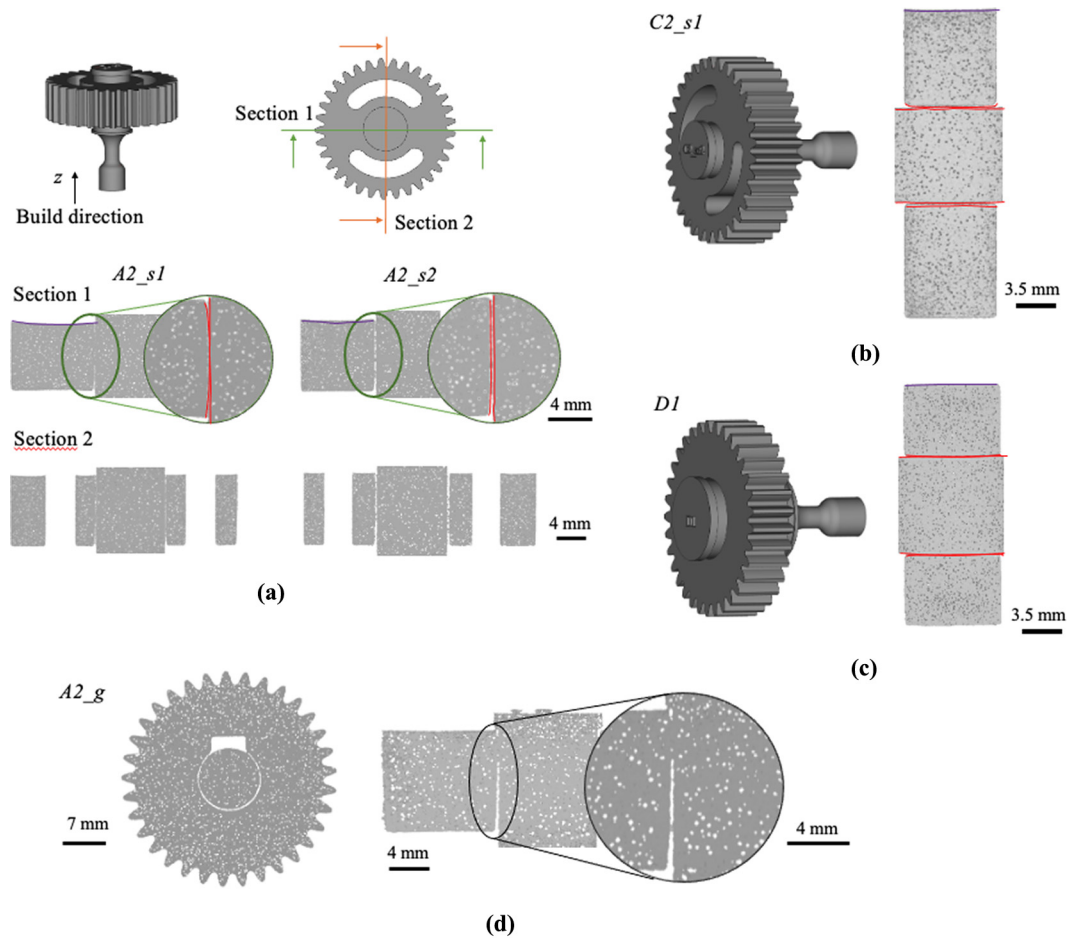 z
Build direction
Section 1
Section 2
A2_s1
A2_s2
Section 1
4 mm
Section 2
4 mm
(a)
C2_s1
3.5 mm
(b)
D1
3.5 mm
(c)
A2_g
7 mm
4 mm
4 mm
(d)